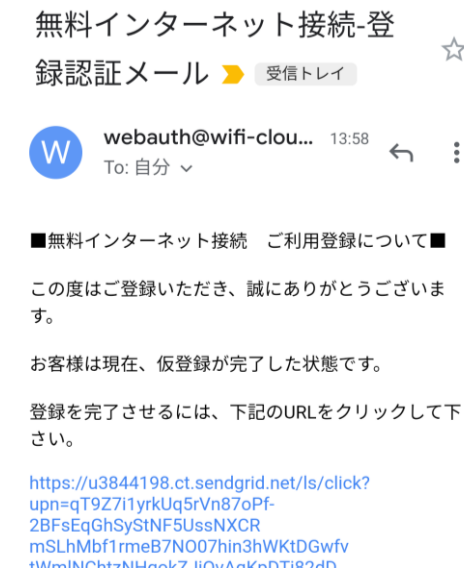 無料インターネット接続-登
録認証メール 受信トレイ
W
webauth@wifi-clou... 13:58
To: 自分
■無料インターネット接続　ご利用登録について■
この度はご登録いただき、誠にありがとうございま
す。
お客様は現在、仮登録が完了した状態です。
登録を完了させるには、下記のURLをクリックして下
さい。
https://u3844198.ct.sendgrid.net/ls/click?
upn=qT9Z7i1yrkUq5rVn87oPf-
2BFsEqGhSyStNF5UssNXCR
mSLhMbf1rmeB7NO07hin3hWKtDGwfv